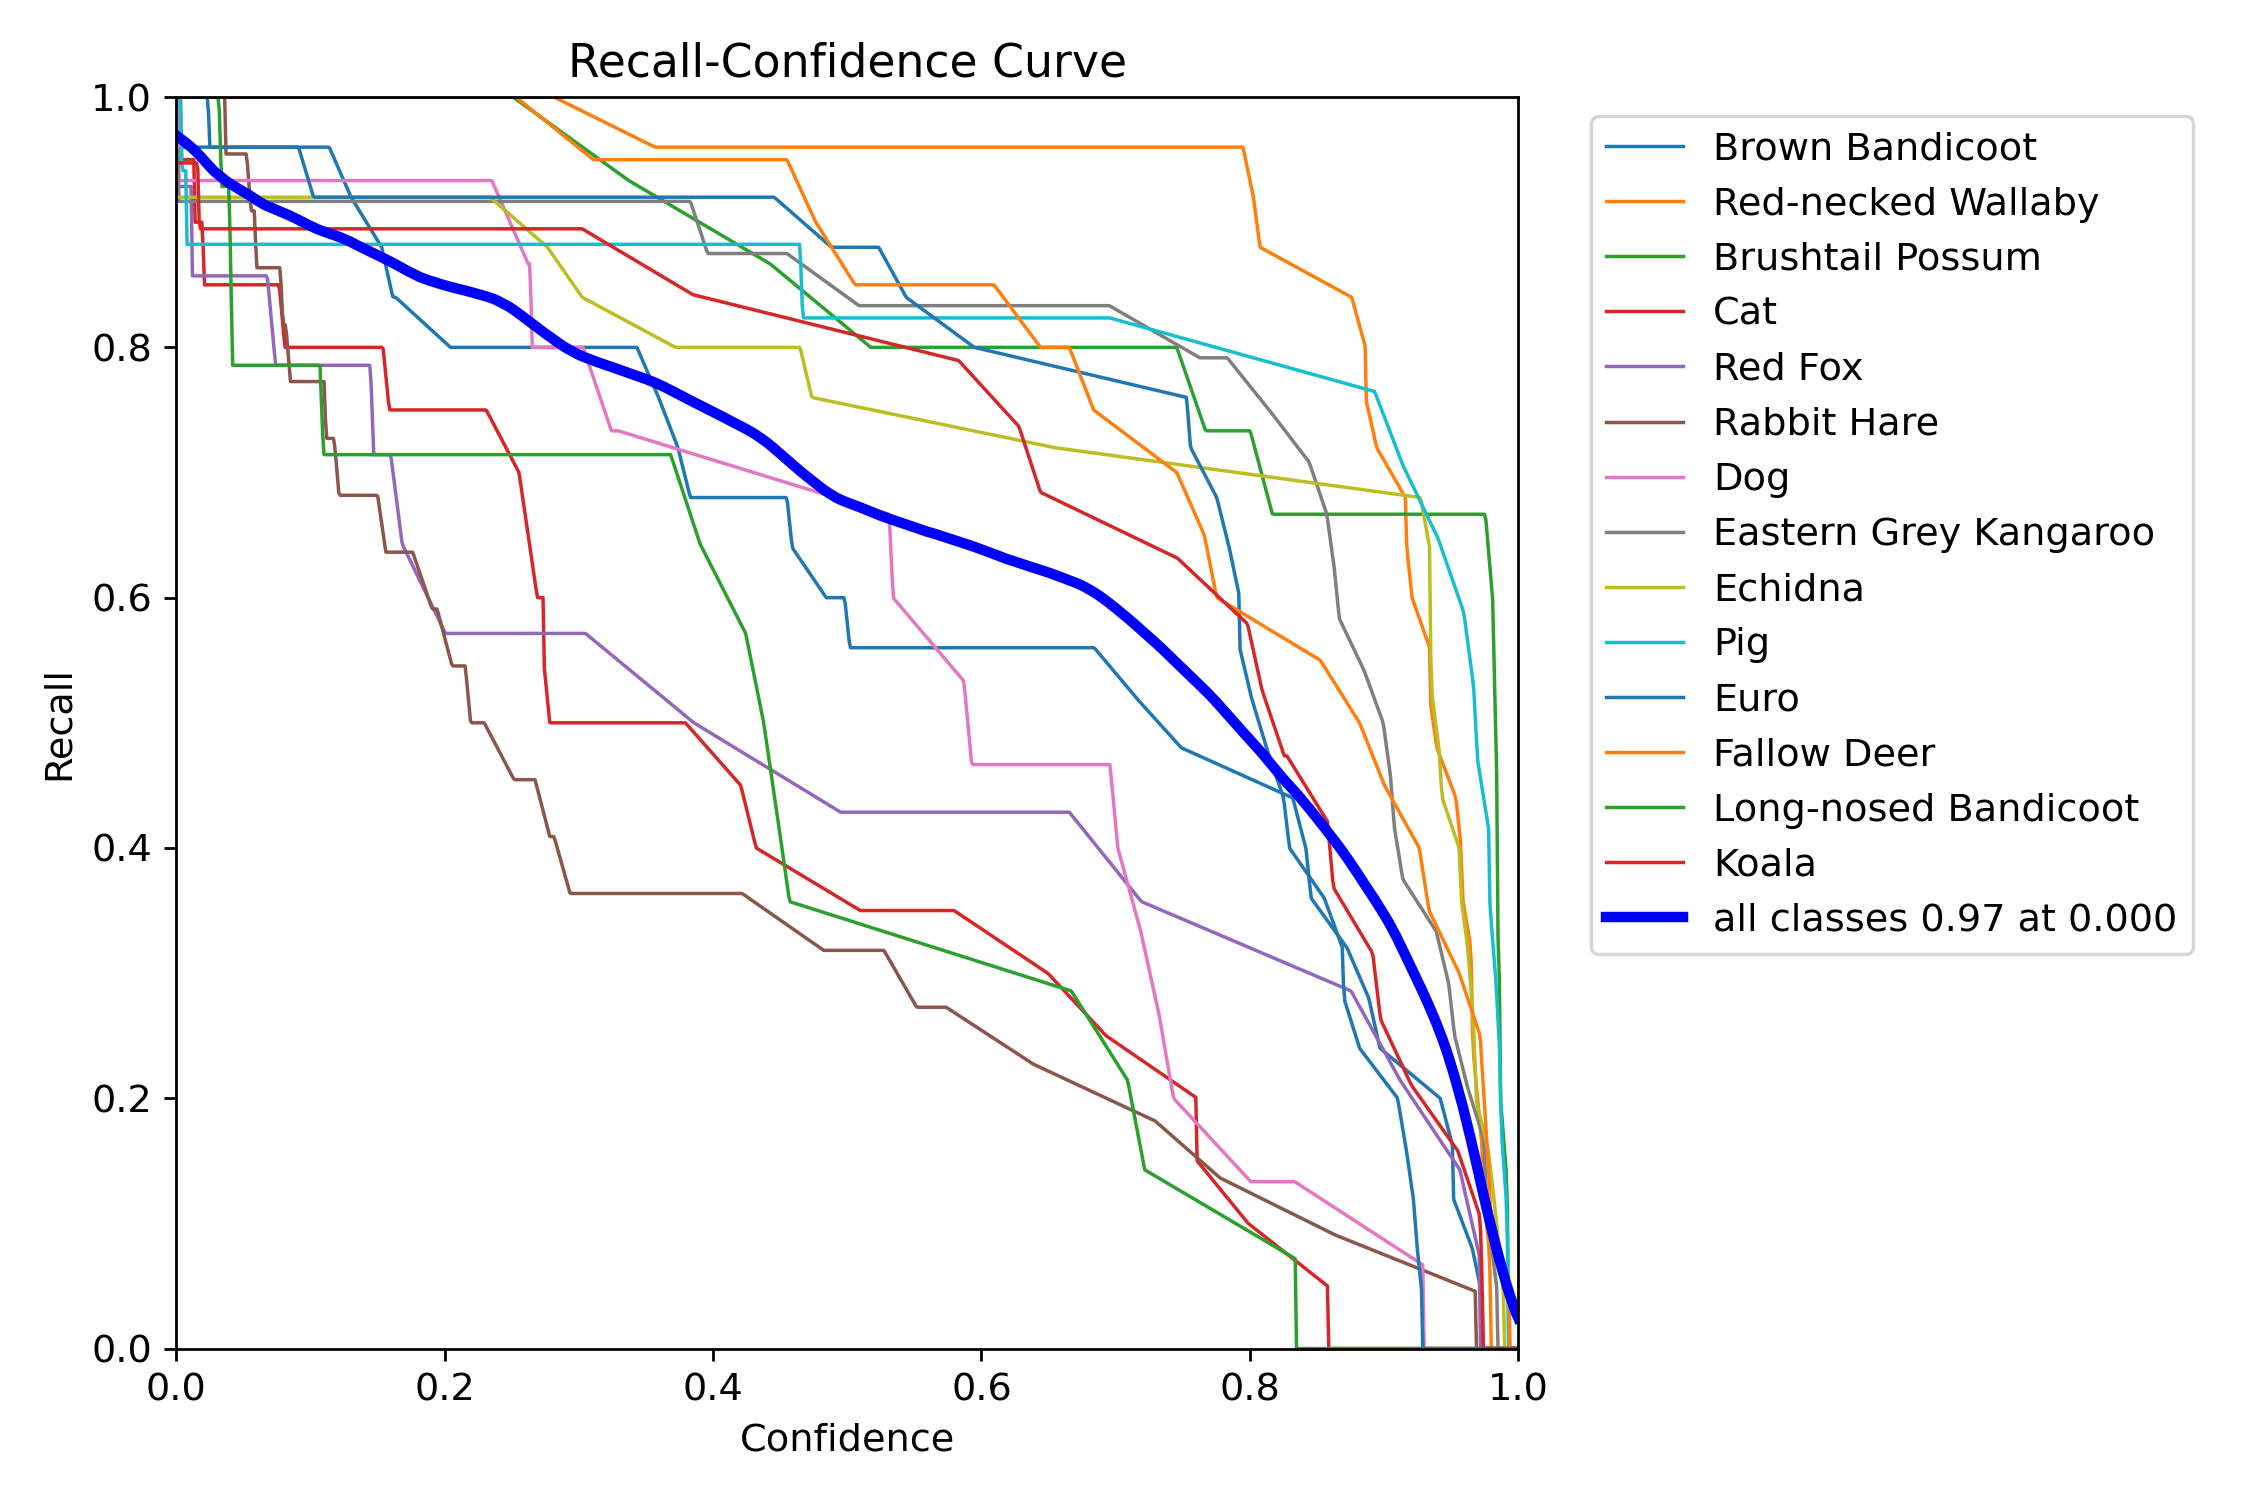 Recall-Confidence Curve
1.0
0.8
0.6
0.4
0.2
0.0
Recall
0.0 0.2 0.4 0.6 0.8 1.0
Confidence
Brown Bandicoot
Red-necked Wallaby
Brushtail Possum
Cat
Red Fox
Rabbit Hare
Dog
Eastern Grey Kangaroo
Echidna
Pig
Euro
Fallow Deer
Long-nosed Bandicoot
Koala
all classes 0.97 at 0.000